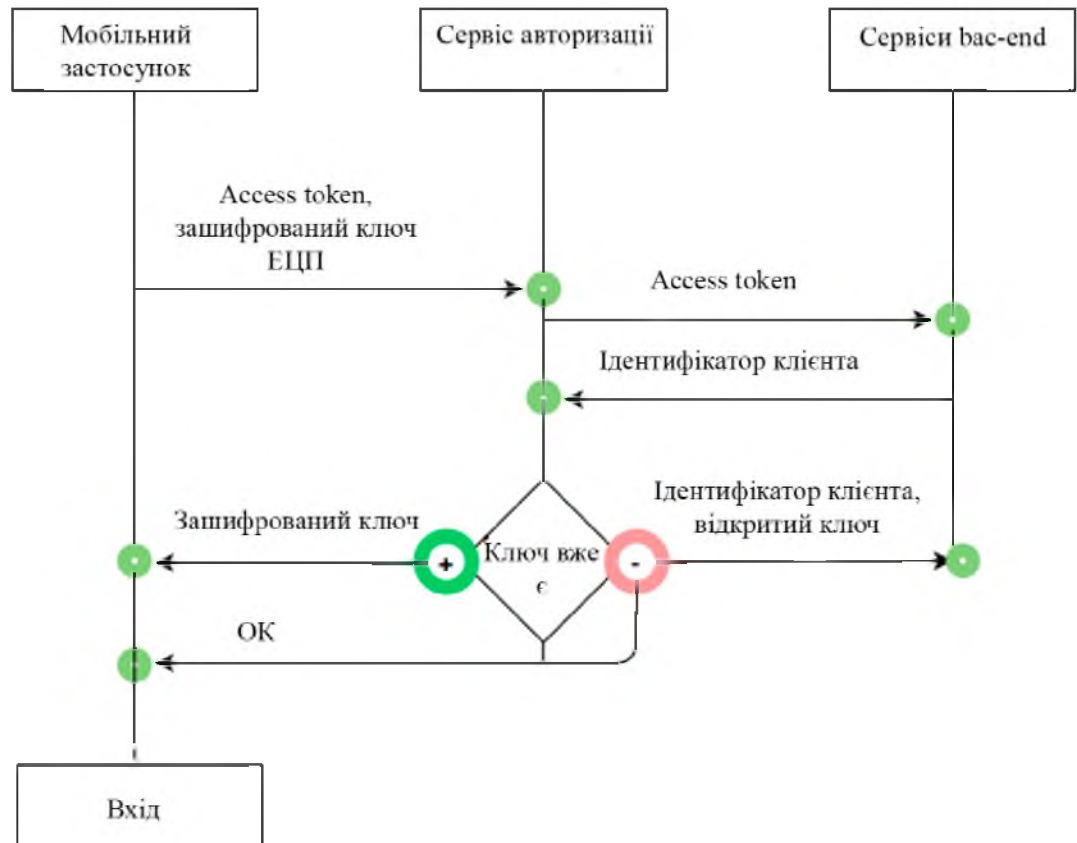 Мобільний
застосунок
Сервіс авторизації
Сервіси bac-end
Access token,
зашифрований ключ
ЕЦП
Access token
Ідентифікатор клієнта
Ідентифікатор клієнта,
відкритий ключ
Зашифрований ключ
+
Ключ вже
є
-
OK
Вхід